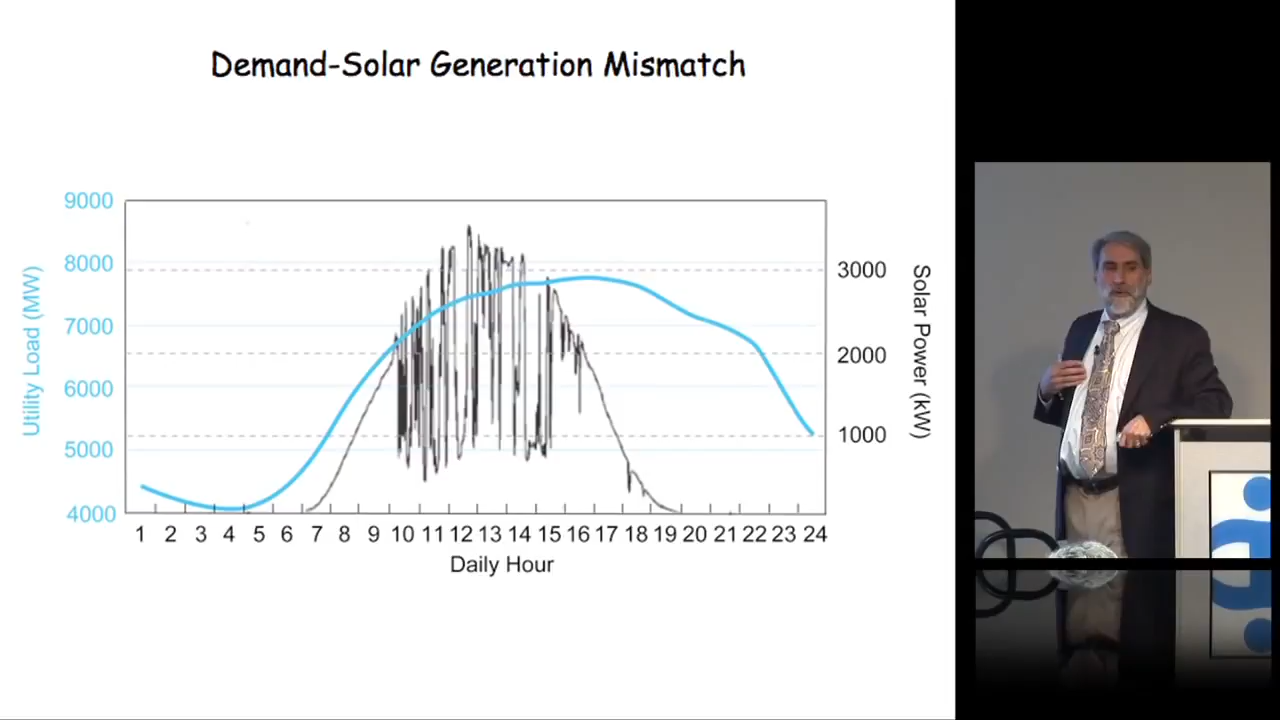 Demand-Solar Generation Mismatch
Utility Load (MW)
9000
8000
7000
6000
5000
4000
3000
2000
1000
Solar Power (kW)
1 2 3 4 5 6 7 8 9 10 11 12 13 14 15 16 17 18 19 20 21 22 23 24
Daily Hour